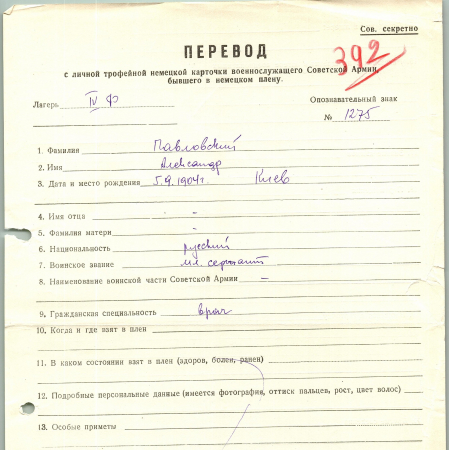 Сов. секретно
ПЕРЕВОД
392
с личной трофейной немецкой карточки военнослужащего Советской Армии,
бывшего в немецком плену.
Лагерь IV Ф
Опознавательный знак
№ 1275
1. Фамилия Павловский
2. Имя Александр
3. Дата и место рождения 5.9.1904г. Киев
4. Имя отца -
5. Фамилия матери -
6. Национальность русский
7. Воинское звание мл. сержант
8. Наименование воинской части Советской Армии —
9. Гражданская специальность врач
10. Когда и где взят в плен
11. В каком состоянии взят в плен (здоров, болен, ранен)
12. Подробные персональные данные (имеется фотография, оттиск пальцев, рост, цвет волос)
13. Особые приметы